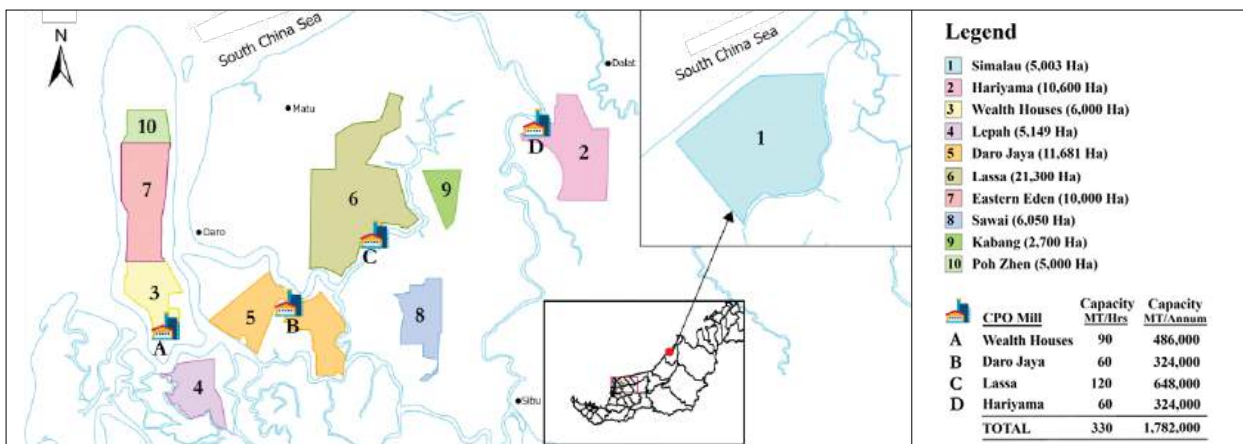 N
South China Sea
Matu
Dalat
Daro
Sibu
10
7
3
A
4
5
B
6
C
9
8
D
2
South China Sea
1
Legend
1 Simalau (5,003 Ha)
2 Hariyama (10,600 Ha)
3 Wealth Houses (6,000 Ha)
4 Lepah (5,149 Ha)
5 Daro Jaya (11,681 Ha)
6 Lassa (21,300 Ha)
7 Eastern Eden (10,000 Ha)
8 Sawai (6,050 Ha)
9 Kabang (2,700 Ha)
10 Poh Zhen (5,000 Ha)
CPO Mill Capacity MT/Hrs Capacity MT/Annum
A Wealth Houses 90 486,000
B Daro Jaya 60 324,000
C Lassa 120 648,000
D Hariyama 60 324,000
TOTAL 330 1,782,000